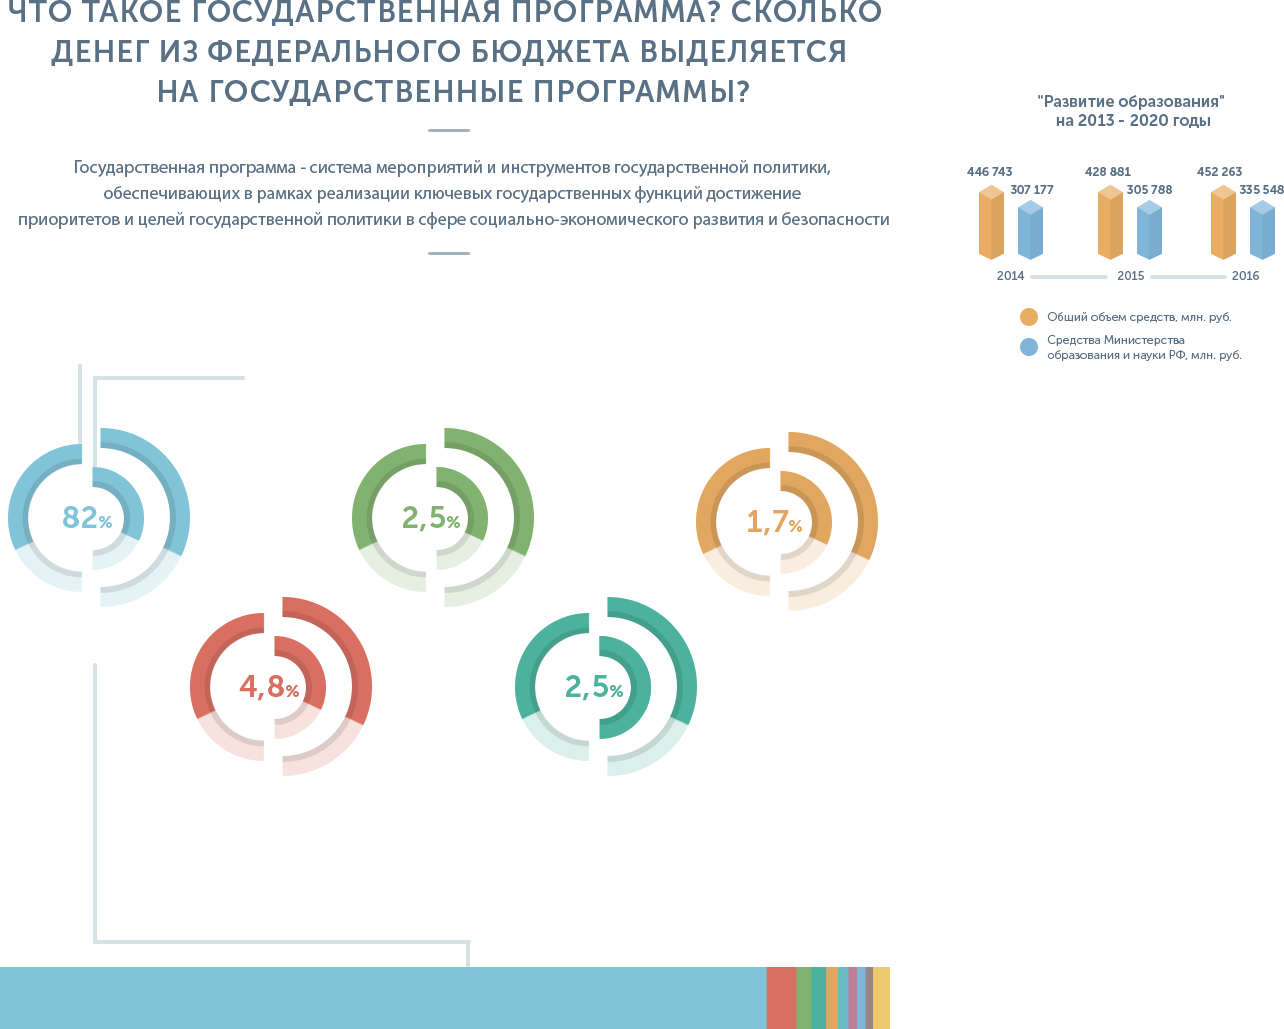 ЧТО ТАКОЕ ГОСУДАРСТВЕННАЯ ПРОГРАММА? СКОЛЬКО
ДЕНЕГ ИЗ ФЕДЕРАЛЬНОГО БЮДЖЕТА ВЫДЕЛЯЕТСЯ
НА ГОСУДАРСТВЕННЫЕ ПРОГРАММЫ?
Государственная программа - система мероприятий и инструментов государственной политики,
обеспечивающих в рамках реализации ключевых государственных функций достижение
приоритетов и целей государственной политики в сфере социально-экономического развития и безопасности
"Развитие образования"
на 2013 - 2020 годы
446 743
307 177
428 881
305 788
452 263
335 548
2014
2015
2016
Общий объем средств, млн. руб.
Средства Министерства
образования и науки РФ, млн. руб.
82%
2,5%
1,7%
4,8%
2,5%